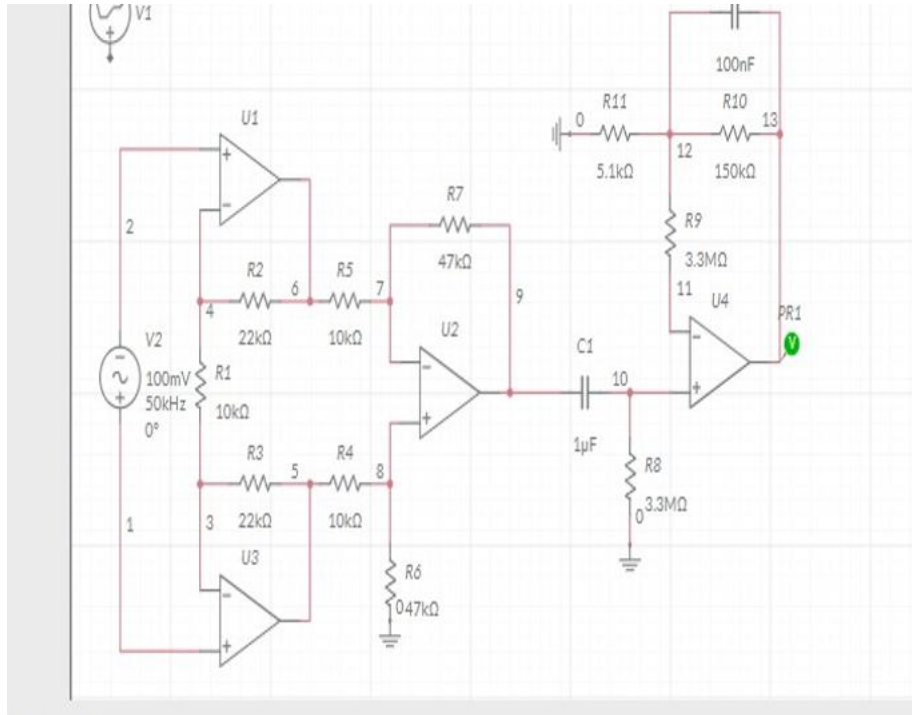 V1
100nF
R11
R10
0
13
12
5.1kΩ
150kΩ
U1
+
−
2
R7
47kΩ
R9
3.3MΩ
11
R2
6
R5
7
4
22kΩ
10kΩ
9
U4
PR1
V
V2
100mV
50kHz
0°
R1
10kΩ
U2
−
+
C1
10
1µF
−
+
R3
5
R4
8
22kΩ
10kΩ
R8
3.3MΩ
0
1
3
U3
−
+
R6
47kΩ
0